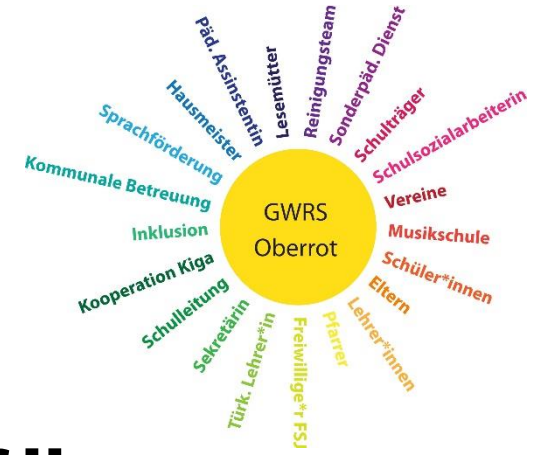 GWRS
Oberrot
Lesemütter
Reinigungsteam
Sonderpäd. Dienst
Schulträger
Schulsozialarbeiterin
Vereine
Musikschule
Schüler*innen
Eltern
Lehrer*innen
Pfarrer
Freiwillige*r FSJ
Türk. Lehrer*in
Sekretärin
Schulleitung
Kooperation Kiga
Inklusion
Kommunale Betreuung
Sprachförderung
Hausmeister
Päd. Assinstentin